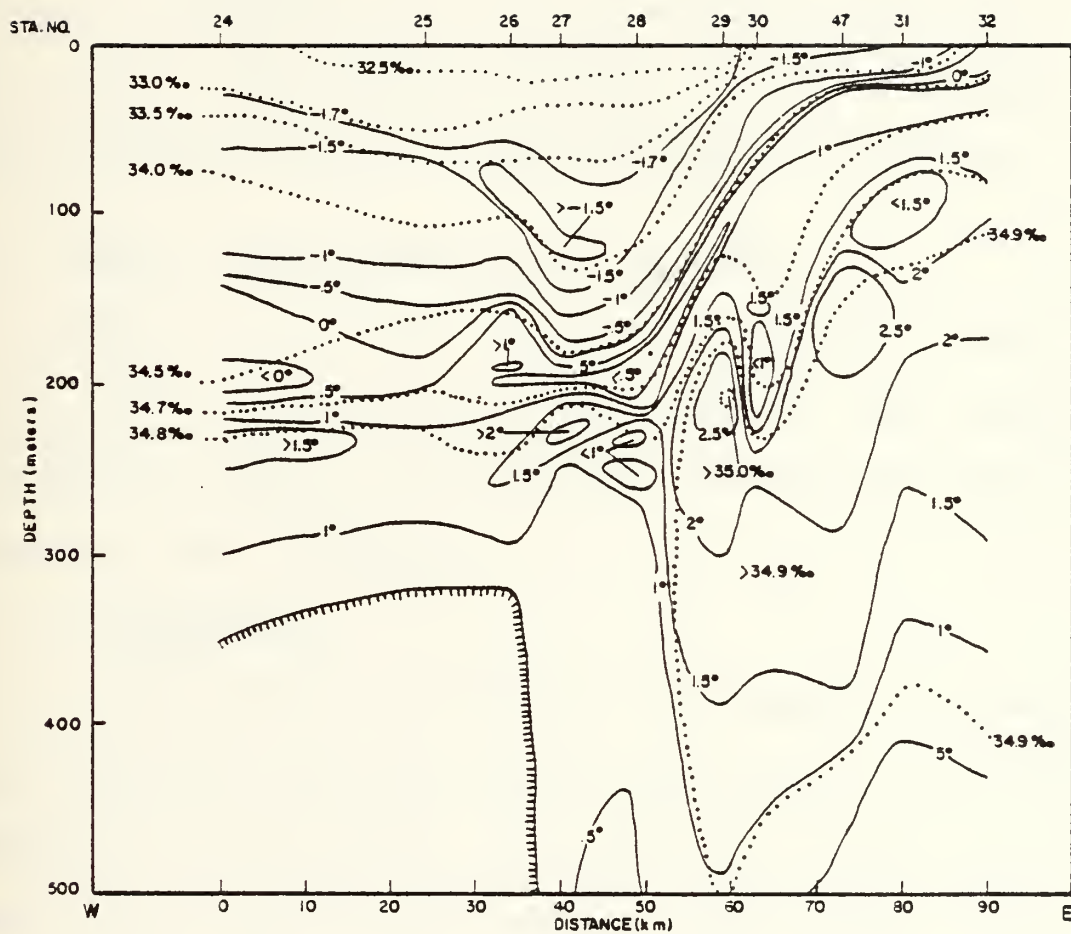 STA. NO. 24 25 26 27 28 29 30 47 31 32
0
32.5‰ -1.5° -1°
33.0‰ 0°
33.5‰ -1.7°
-1.5° -1.7° 1° 1.5°
34.0‰
100 >-1.5° <1.5°
34.9‰
-1° -1.5° 2°
-.5° -1° 1.5°
0° -.5° 1.5° 1.5° 2.5° 2°
>1° <1°
34.5‰ <0° .5° <.5°
200
34.7‰ .5°
34.8‰ 1° >2° 2.5°
>1.5° <1°
1.5° >35.0‰
DEPTH (meters)
1° 2° 1.5°
300
1° >34.9‰
1°
1.5°
400
34.9‰
.5°
.5°
500
W 0 10 20 30 40 50 60 70 80 90 E
DISTANCE (km)